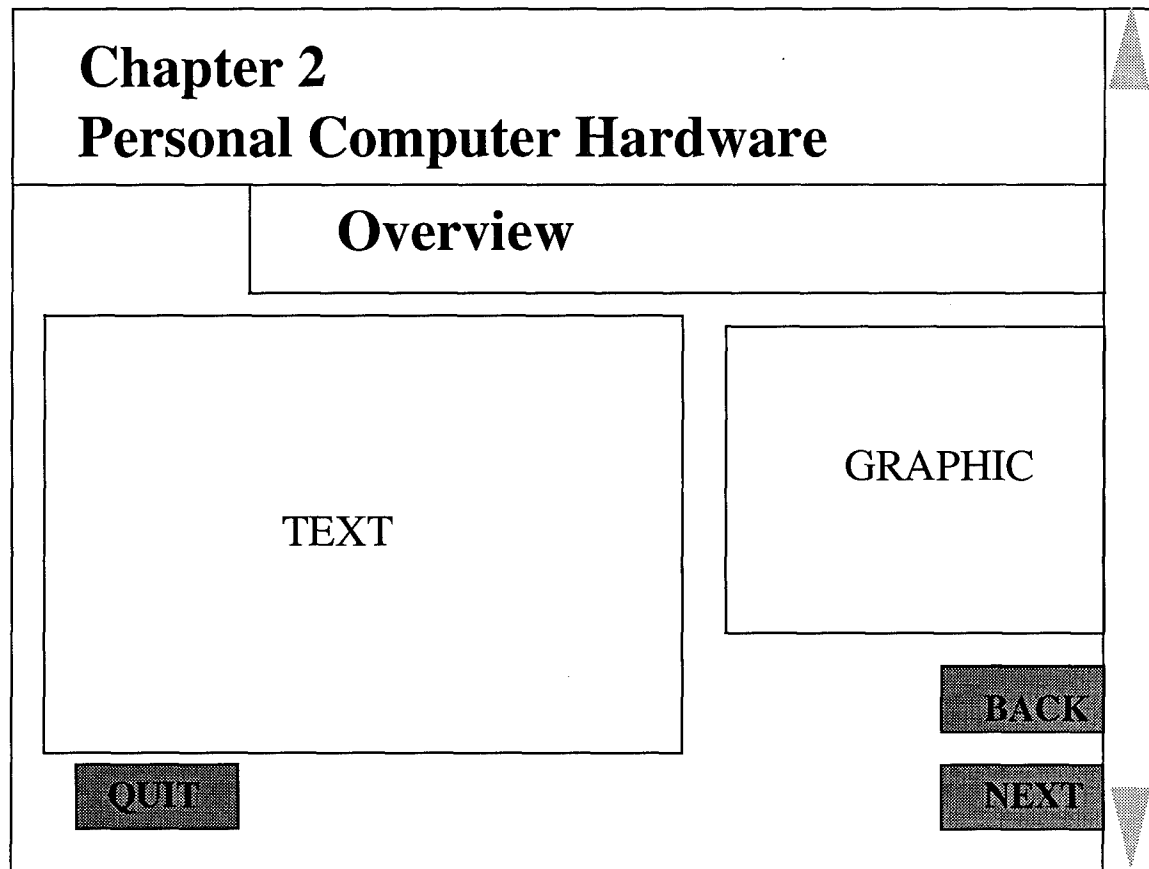 Chapter 2
Personal Computer Hardware
Overview
TEXT
GRAPHIC
BACK
QUIT
NEXT